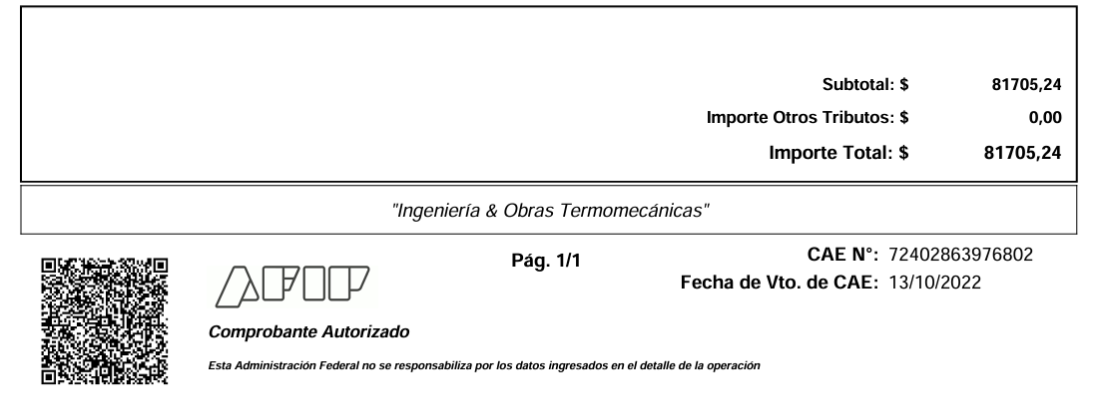 Subtotal: $ 81705,24
Importe Otros Tributos: $ 0,00
Importe Total: $ 81705,24
"Ingeniería & Obras Termomecánicas"
Pág. 1/1
CAE N°: 72402863976802
Fecha de Vto. de CAE: 13/10/2022
AFIP
Comprobante Autorizado
Esta Administración Federal no se responsabiliza por los datos ingresados en el detalle de la operación